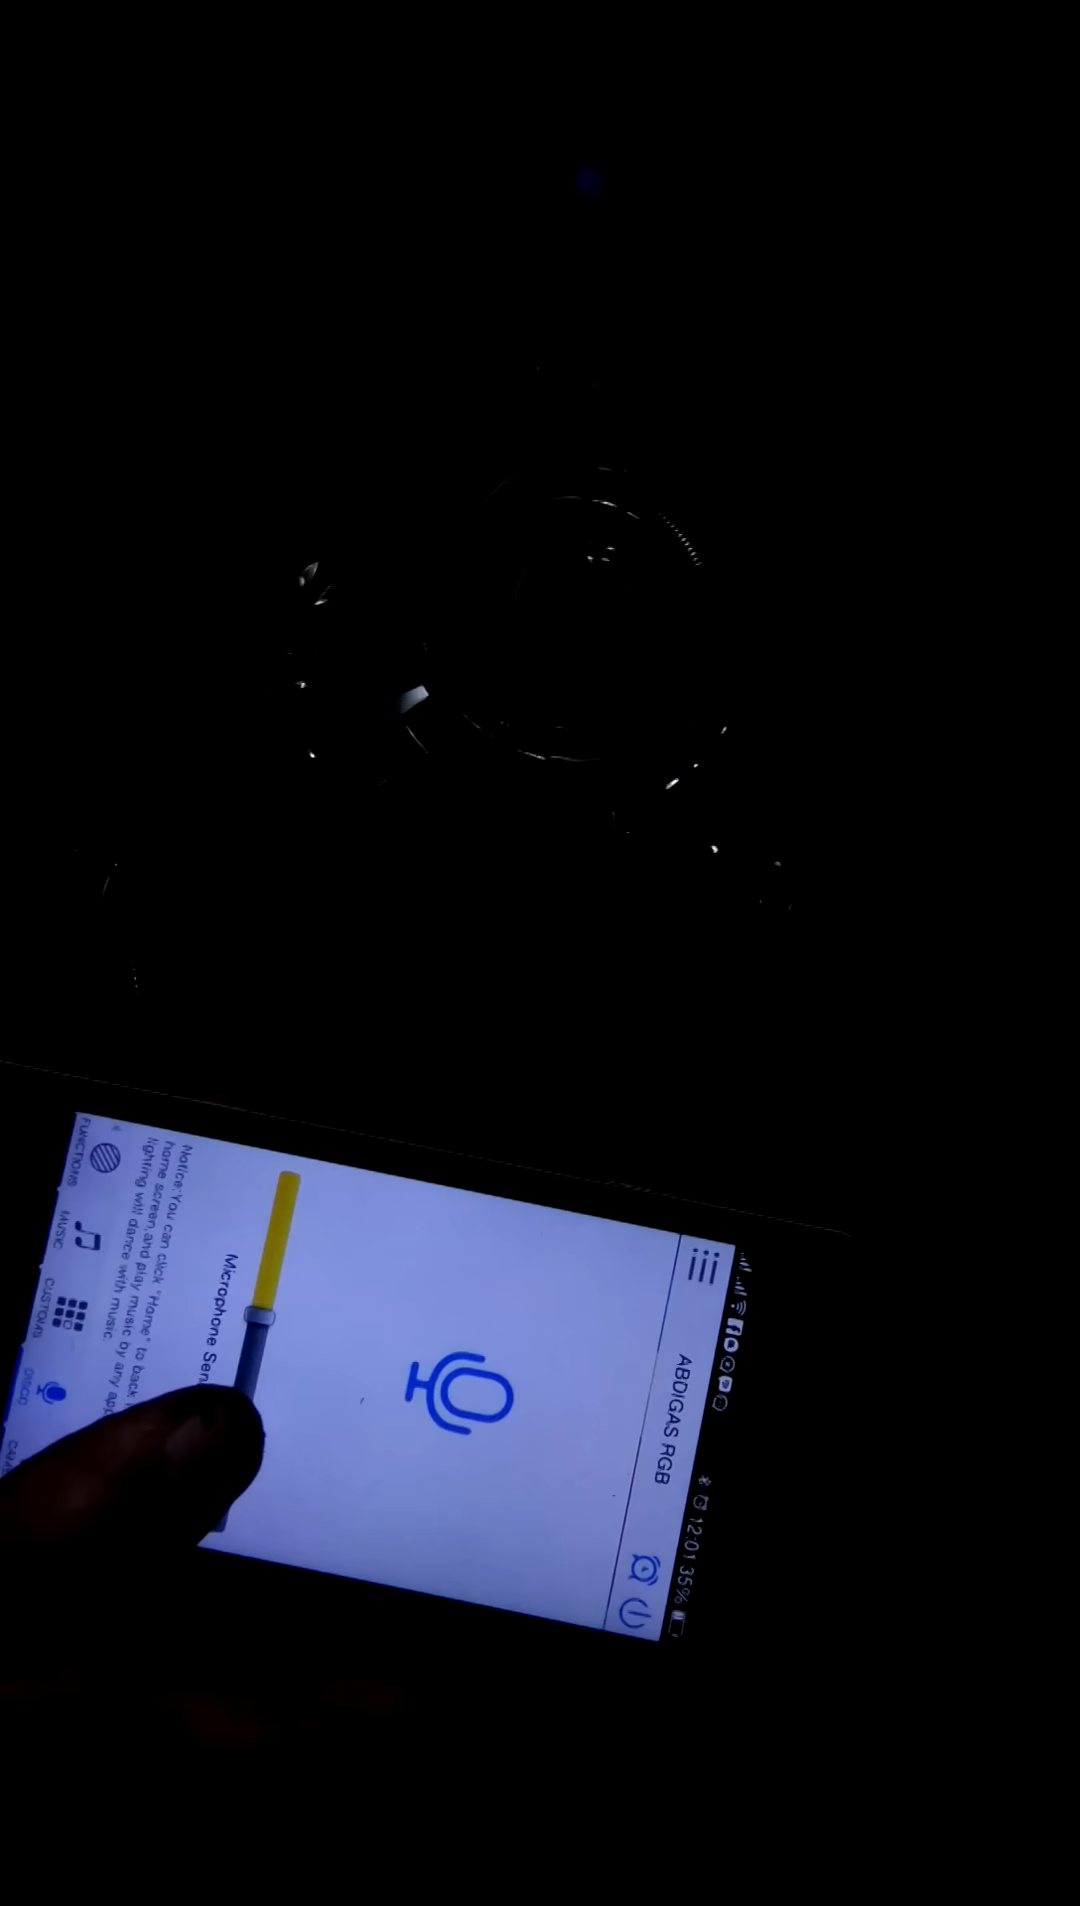 12:01 35%
ABDIGAS RGB
Microphone
Notice:You can click "Home" to back
home screen,and play music by any app
lighting will dance with music.
FUNCTIONS MUSIC CUSTOMS DISCO